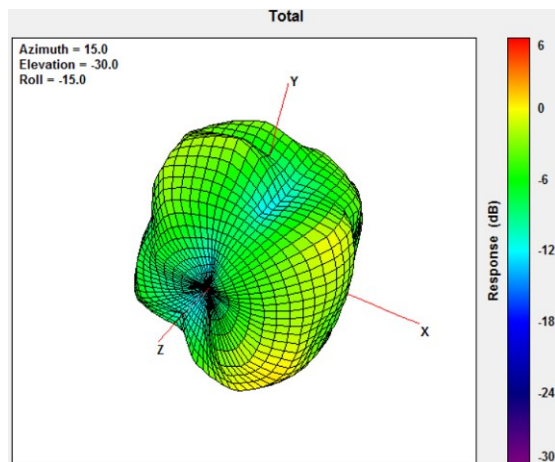 Total
Azimuth = 15.0
Elevation = -30.0
Roll = -15.0
Y
X
Z
Response (dB)
6
0
-6
-12
-18
-24
-30